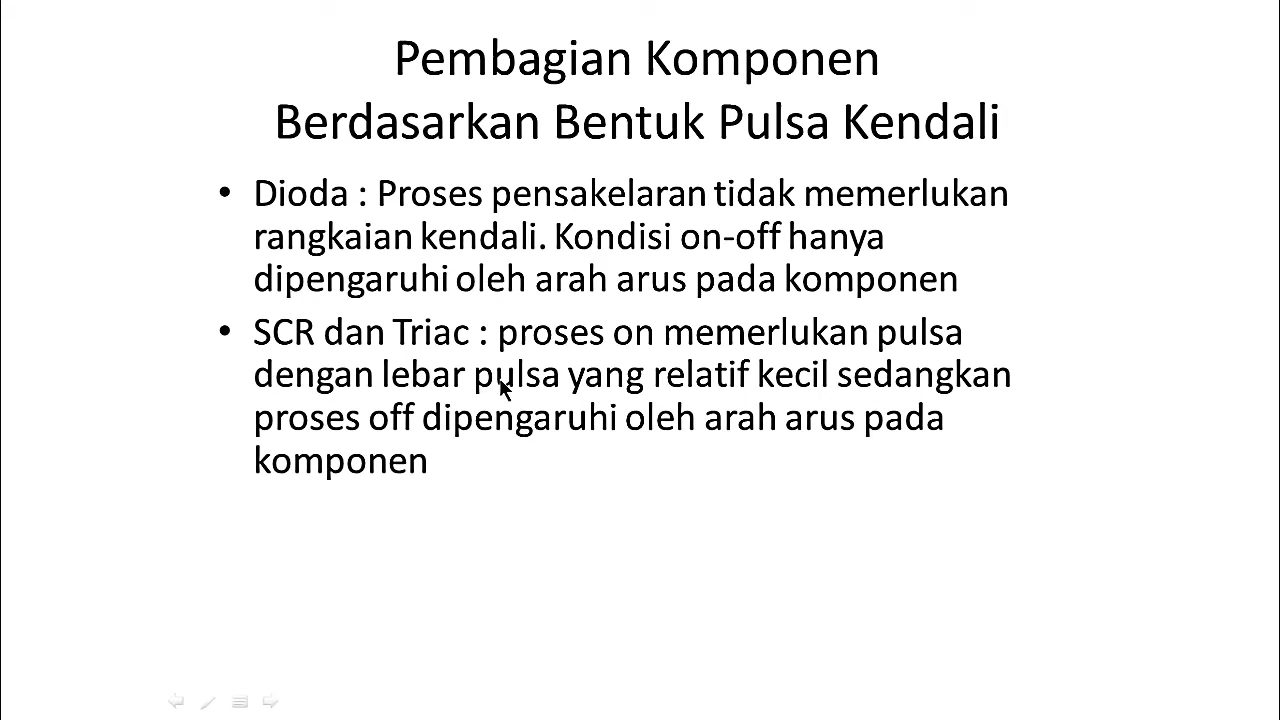 Pembagian Komponen
Berdasarkan Bentuk Pulsa Kendali
• Dioda : Proses pensakelaran tidak memerlukan
rangkaian kendali. Kondisi on-off hanya
dipengaruhi oleh arah arus pada komponen
• SCR dan Triac : proses on memerlukan pulsa
dengan lebar pulsa yang relatif kecil sedangkan
proses off dipengaruhi oleh arah arus pada
komponen